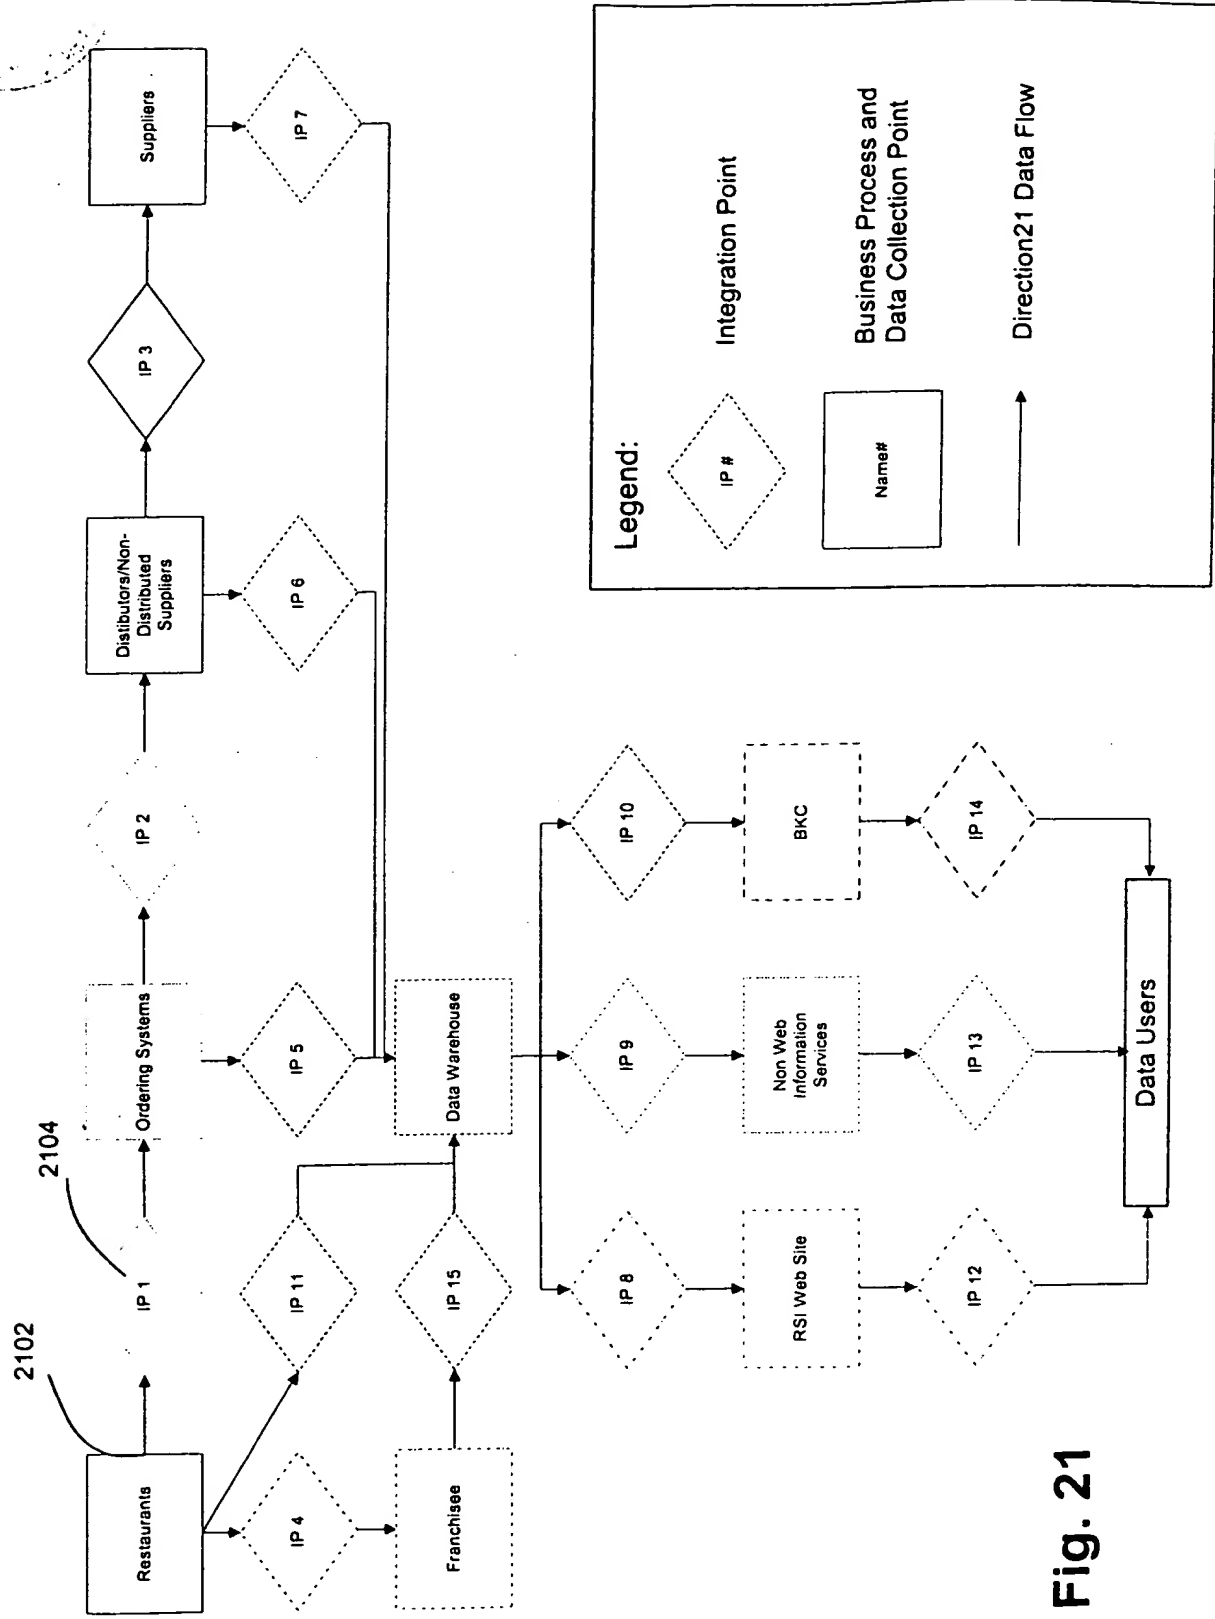 2102
2104
Restaurants
IP 1
Ordering Systems
IP 2
Distibutors/Non-
Distributed
Suppliers
IP 3
Suppliers
IP 4
IP 11
IP 5
IP 6
IP 7
Franchisee
IP 15
Data Warehouse
IP 8
IP 9
IP 10
RSI Web Site
Non Web
Information
Services
BKC
IP 12
IP 13
IP 14
Data Users
Legend:
IP #
Integration Point
Name#
Business Process and
Data Collection Point
Direction21 Data Flow
Fig. 21